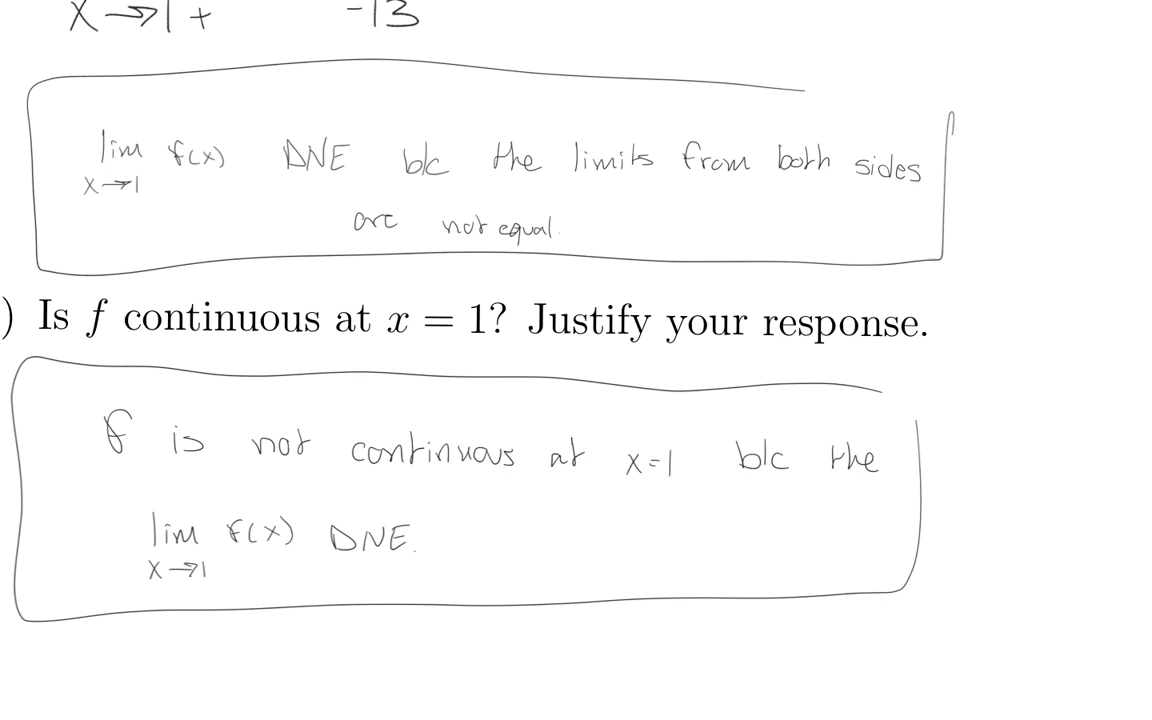 x→1+ -13
lim f(x) DNE b/c the limits from both sides
x→1
are not equal.
) Is f continuous at x = 1? Justify your response.
f is not continuous at x=1 b/c the
lim f(x) DNE.
x→1